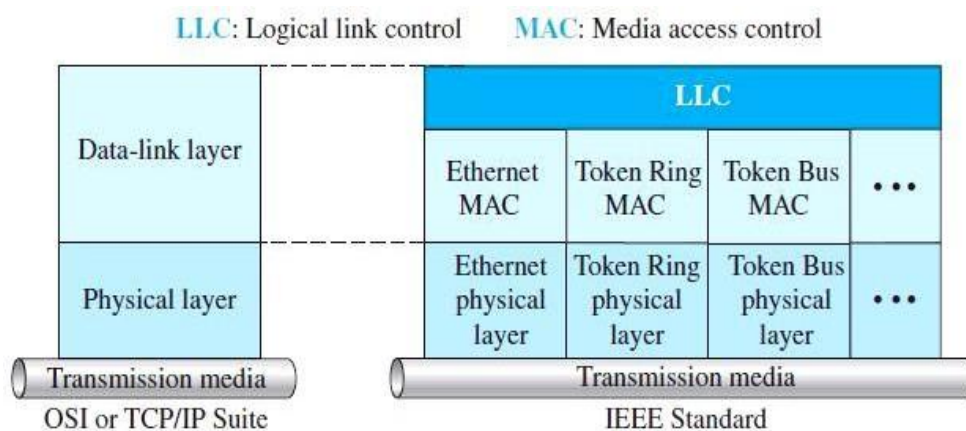 LLC: Logical link control MAC: Media access control
LLC
Data-link layer
Ethernet
MAC
Token Ring
MAC
Token Bus
MAC
Physical layer
Ethernet
physical
layer
Token Ring
physical
layer
Token Bus
physical
layer
Transmission media
Transmission media
OSI or TCP/IP Suite
IEEE Standard